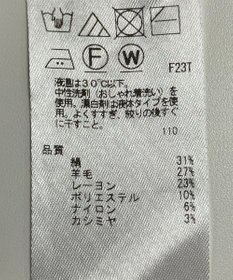 F W
F23T
液温は30℃以下。
中性洗剤（おしゃれ着洗い）を
使用。漂白剤は液体タイプを使
用。よくすすぎ、絞りの後すぐ
に干すこと。
110
品質
絹 31%
羊毛 27%
レーヨン 23%
ポリエステル 10%
ナイロン 6%
カシミヤ 3%